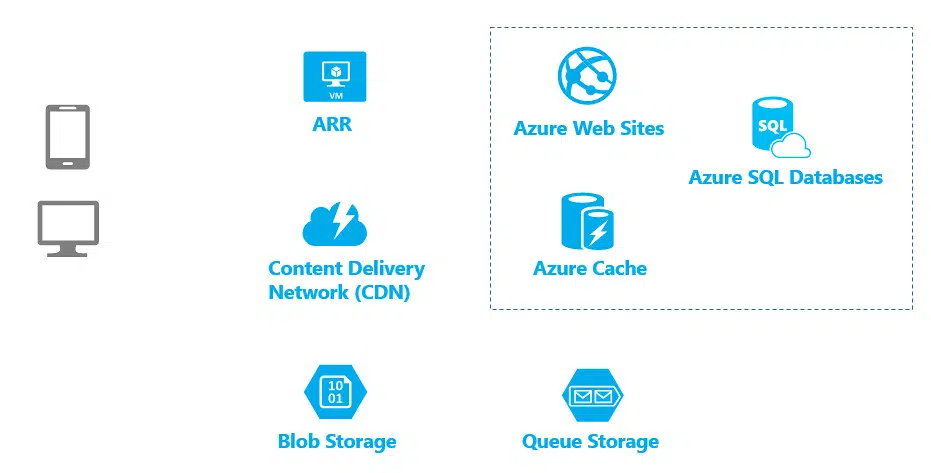 VM
ARR
Azure Web Sites
SQL
Azure SQL Databases
Content Delivery
Network (CDN)
Azure Cache
10
01
Blob Storage
Queue Storage